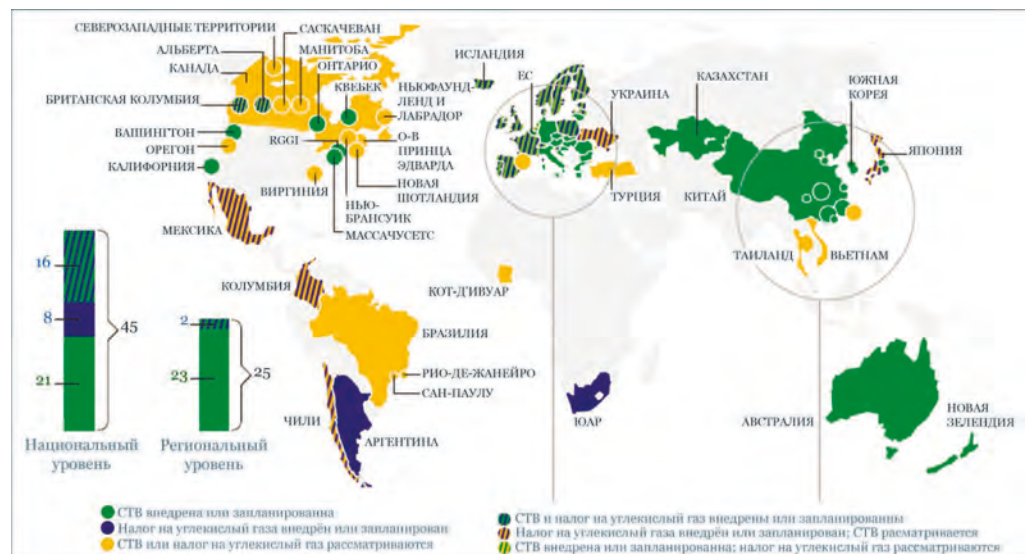 СЕВЕРОЗАПАДНЫЕ ТЕРРИТОРИИ
САСКАЧЕВАН
АЛЬБЕРТА
МАНИТОБА
КАНАДА
ОНТАРИО
КВЕБЕК
НЬЮФАУНД-
ЛЕНД И
ЛАБРАДОР
БРИТАНСКАЯ КОЛУМБИЯ
ВАШИНГТОН
ОРЕГОН
КАЛИФОРНИЯ
RGGI
О-В
ПРИНЦА
ЭДВАРДА
ВИРГИНИЯ
НОВАЯ
ШОТЛАНДИЯ
НЬЮ-
БРАНСУИК
МАССАЧУСЕТС
МЕКСИКА
ИСЛАНДИЯ
ЕС
УКРАИНА
ТУРЦИЯ
КАЗАХСТАН
ЮЖНАЯ
КОРЕЯ
ЯПОНИЯ
КИТАЙ
ТАИЛАНД
ВЬЕТНАМ
КОЛУМБИЯ
КОТ-Д'ИВУАР
БРАЗИЛИЯ
РИО-ДЕ-ЖАНЕЙРО
САН-ПАУЛУ
ЧИЛИ
АРГЕНТИНА
ЮАР
АВСТРАЛИЯ
НОВАЯ
ЗЕЛЕНДИЯ
16
8
45
21
2
23
25
Национальный
уровень
Региональный
уровень
СТВ внедрена или запланированна
Налог на углекислый газа внедрён или запланирован
СТВ или налог на углекислый газ рассматриваются
СТВ и налог на углекислый газ внедрены или запланированны
Налог на углекислый газа внедрён или запланирован; СТВ расматривается
СТВ внедрена или запланированна; налог на углекислый газ рассматриваются